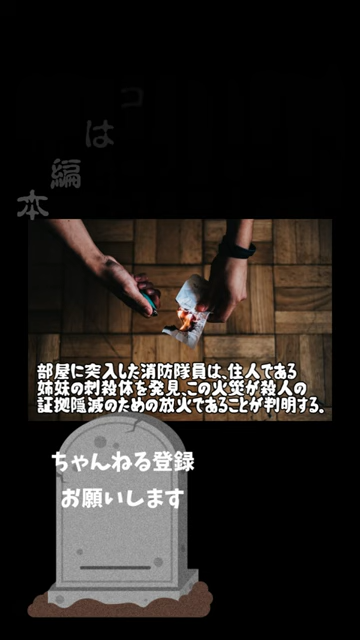 本編はコ
部屋に突入した消防隊員は、住人である
姉妹の刺殺体を発見、この火災が殺人の
証拠隠滅のための放火であることが判明する。
ちゃんねる登録
お願いします